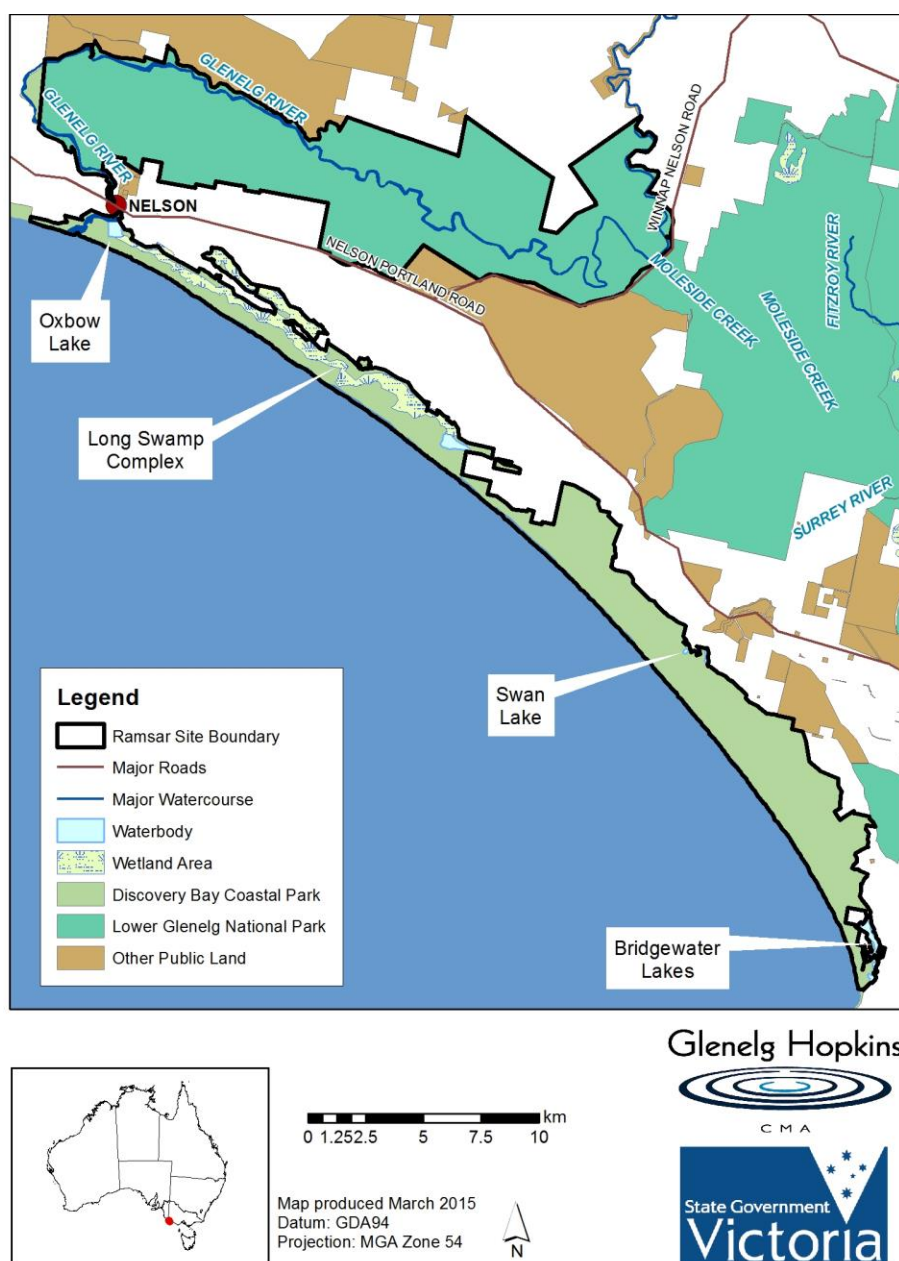 GLENELG RIVER
GLENELG RIVER
WINNAP NELSON ROAD
NELSON
NELSON PORTLAND ROAD
MOLESIDE CREEK
MOLESIDE CREEK
FITZROY RIVER
Oxbow
Lake
Long Swamp
Complex
SURREY RIVER
Swan
Lake
Bridgewater
Lakes
Legend
Ramsar Site Boundary
Major Roads
Major Watercourse
Waterbody
Wetland Area
Discovery Bay Coastal Park
Lower Glenelg National Park
Other Public Land
km
0 1.252.5 5 7.5 10
Map produced March 2015
Datum: GDA94
Projection: MGA Zone 54
N
Glenelg Hopkins
CMA
State Government
Victoria